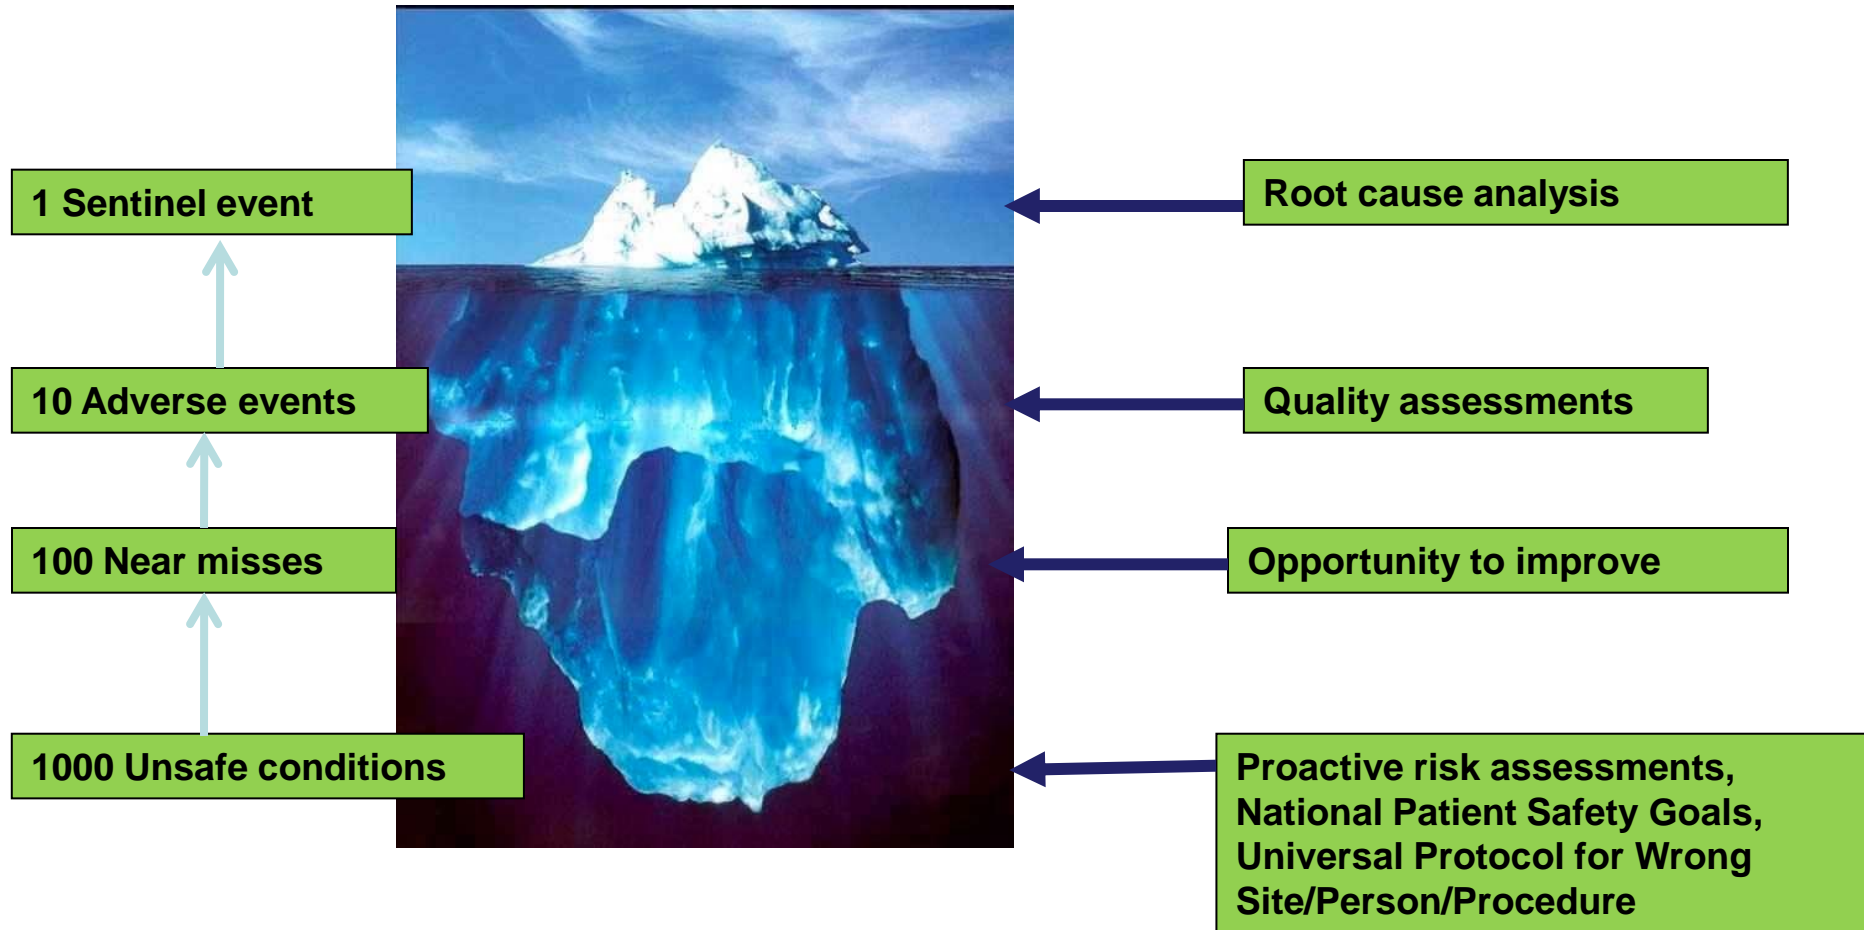 1 Sentinel event
Root cause analysis
10 Adverse events
Quality assessments
100 Near misses
Opportunity to improve
1000 Unsafe conditions
Proactive risk assessments,
National Patient Safety Goals,
Universal Protocol for Wrong
Site/Person/Procedure